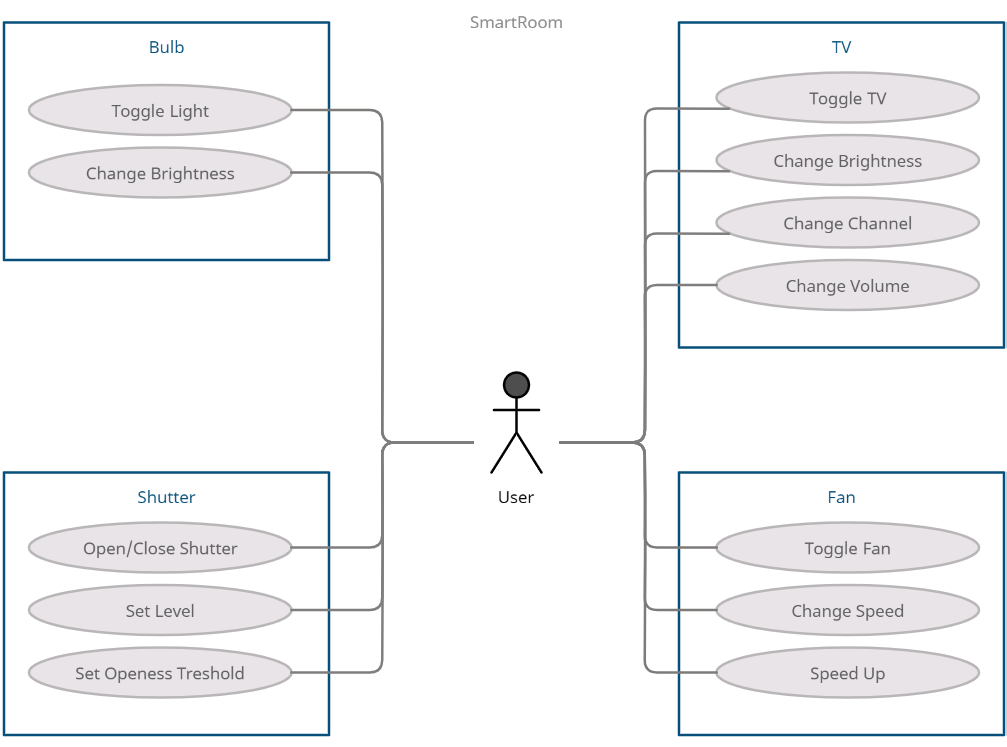 SmartRoom
Bulb
Toggle Light
Change Brightness
TV
Toggle TV
Change Brightness
Change Channel
Change Volume
User
Shutter
Open/Close Shutter
Set Level
Set Openess Treshold
Fan
Toggle Fan
Change Speed
Speed Up